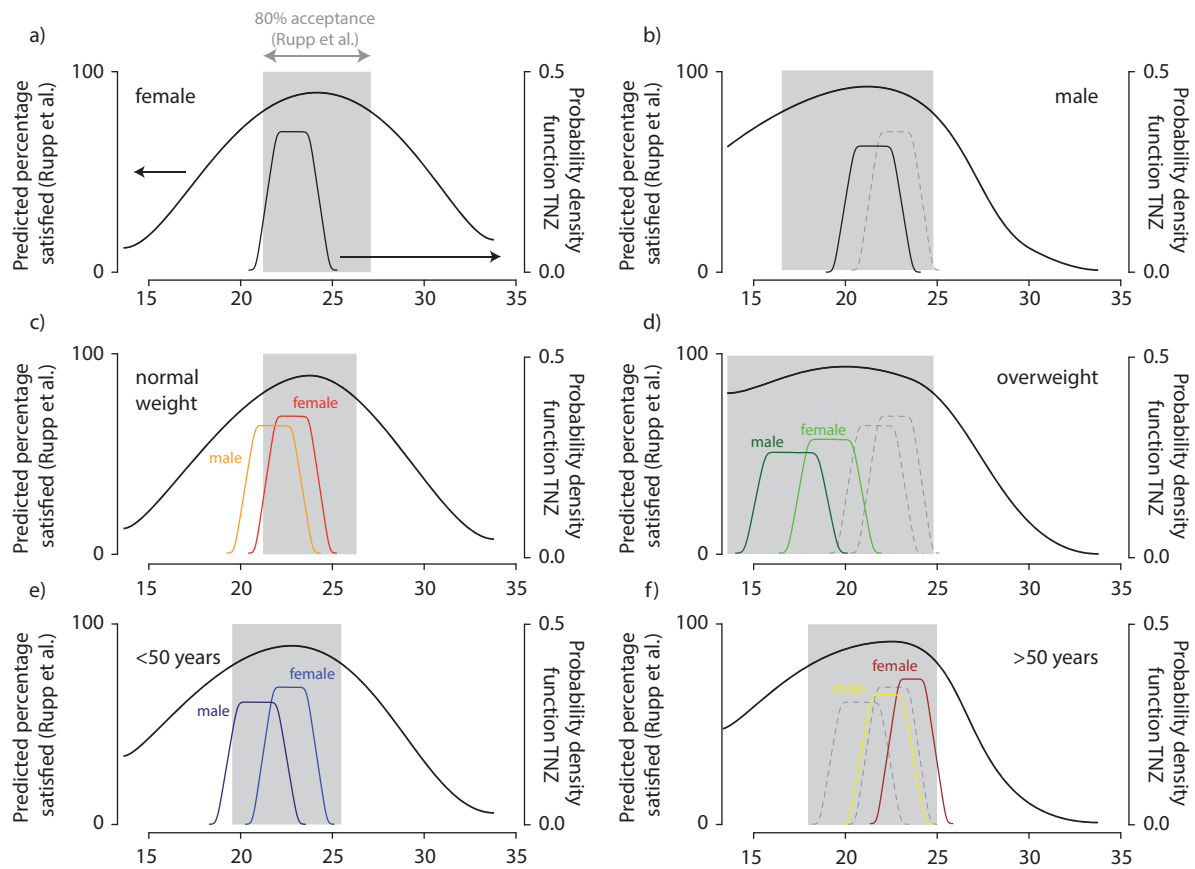 a)
80% acceptance
(Rupp et al.)
female
100
0
Predicted percentage
satisfied (Rupp et al.)
0.5
0.0
Probability density
function TNZ
15 20 25 30 35
b)
male
100
0
Predicted percentage
satisfied (Rupp et al.)
0.5
0.0
Probability density
function TNZ
15 20 25 30 35
c)
normal
weight
female
male
100
0
Predicted percentage
satisfied (Rupp et al.)
0.5
0.0
Probability density
function TNZ
15 20 25 30 35
d)
overweight
female
male
100
0
Predicted percentage
satisfied (Rupp et al.)
0.5
0.0
Probability density
function TNZ
15 20 25 30 35
e)
<50 years
female
male
100
0
Predicted percentage
satisfied (Rupp et al.)
0.5
0.0
Probability density
function TNZ
15 20 25 30 35
f)
>50 years
female
male
100
0
Predicted percentage
satisfied (Rupp et al.)
0.5
0.0
Probability density
function TNZ
15 20 25 30 35